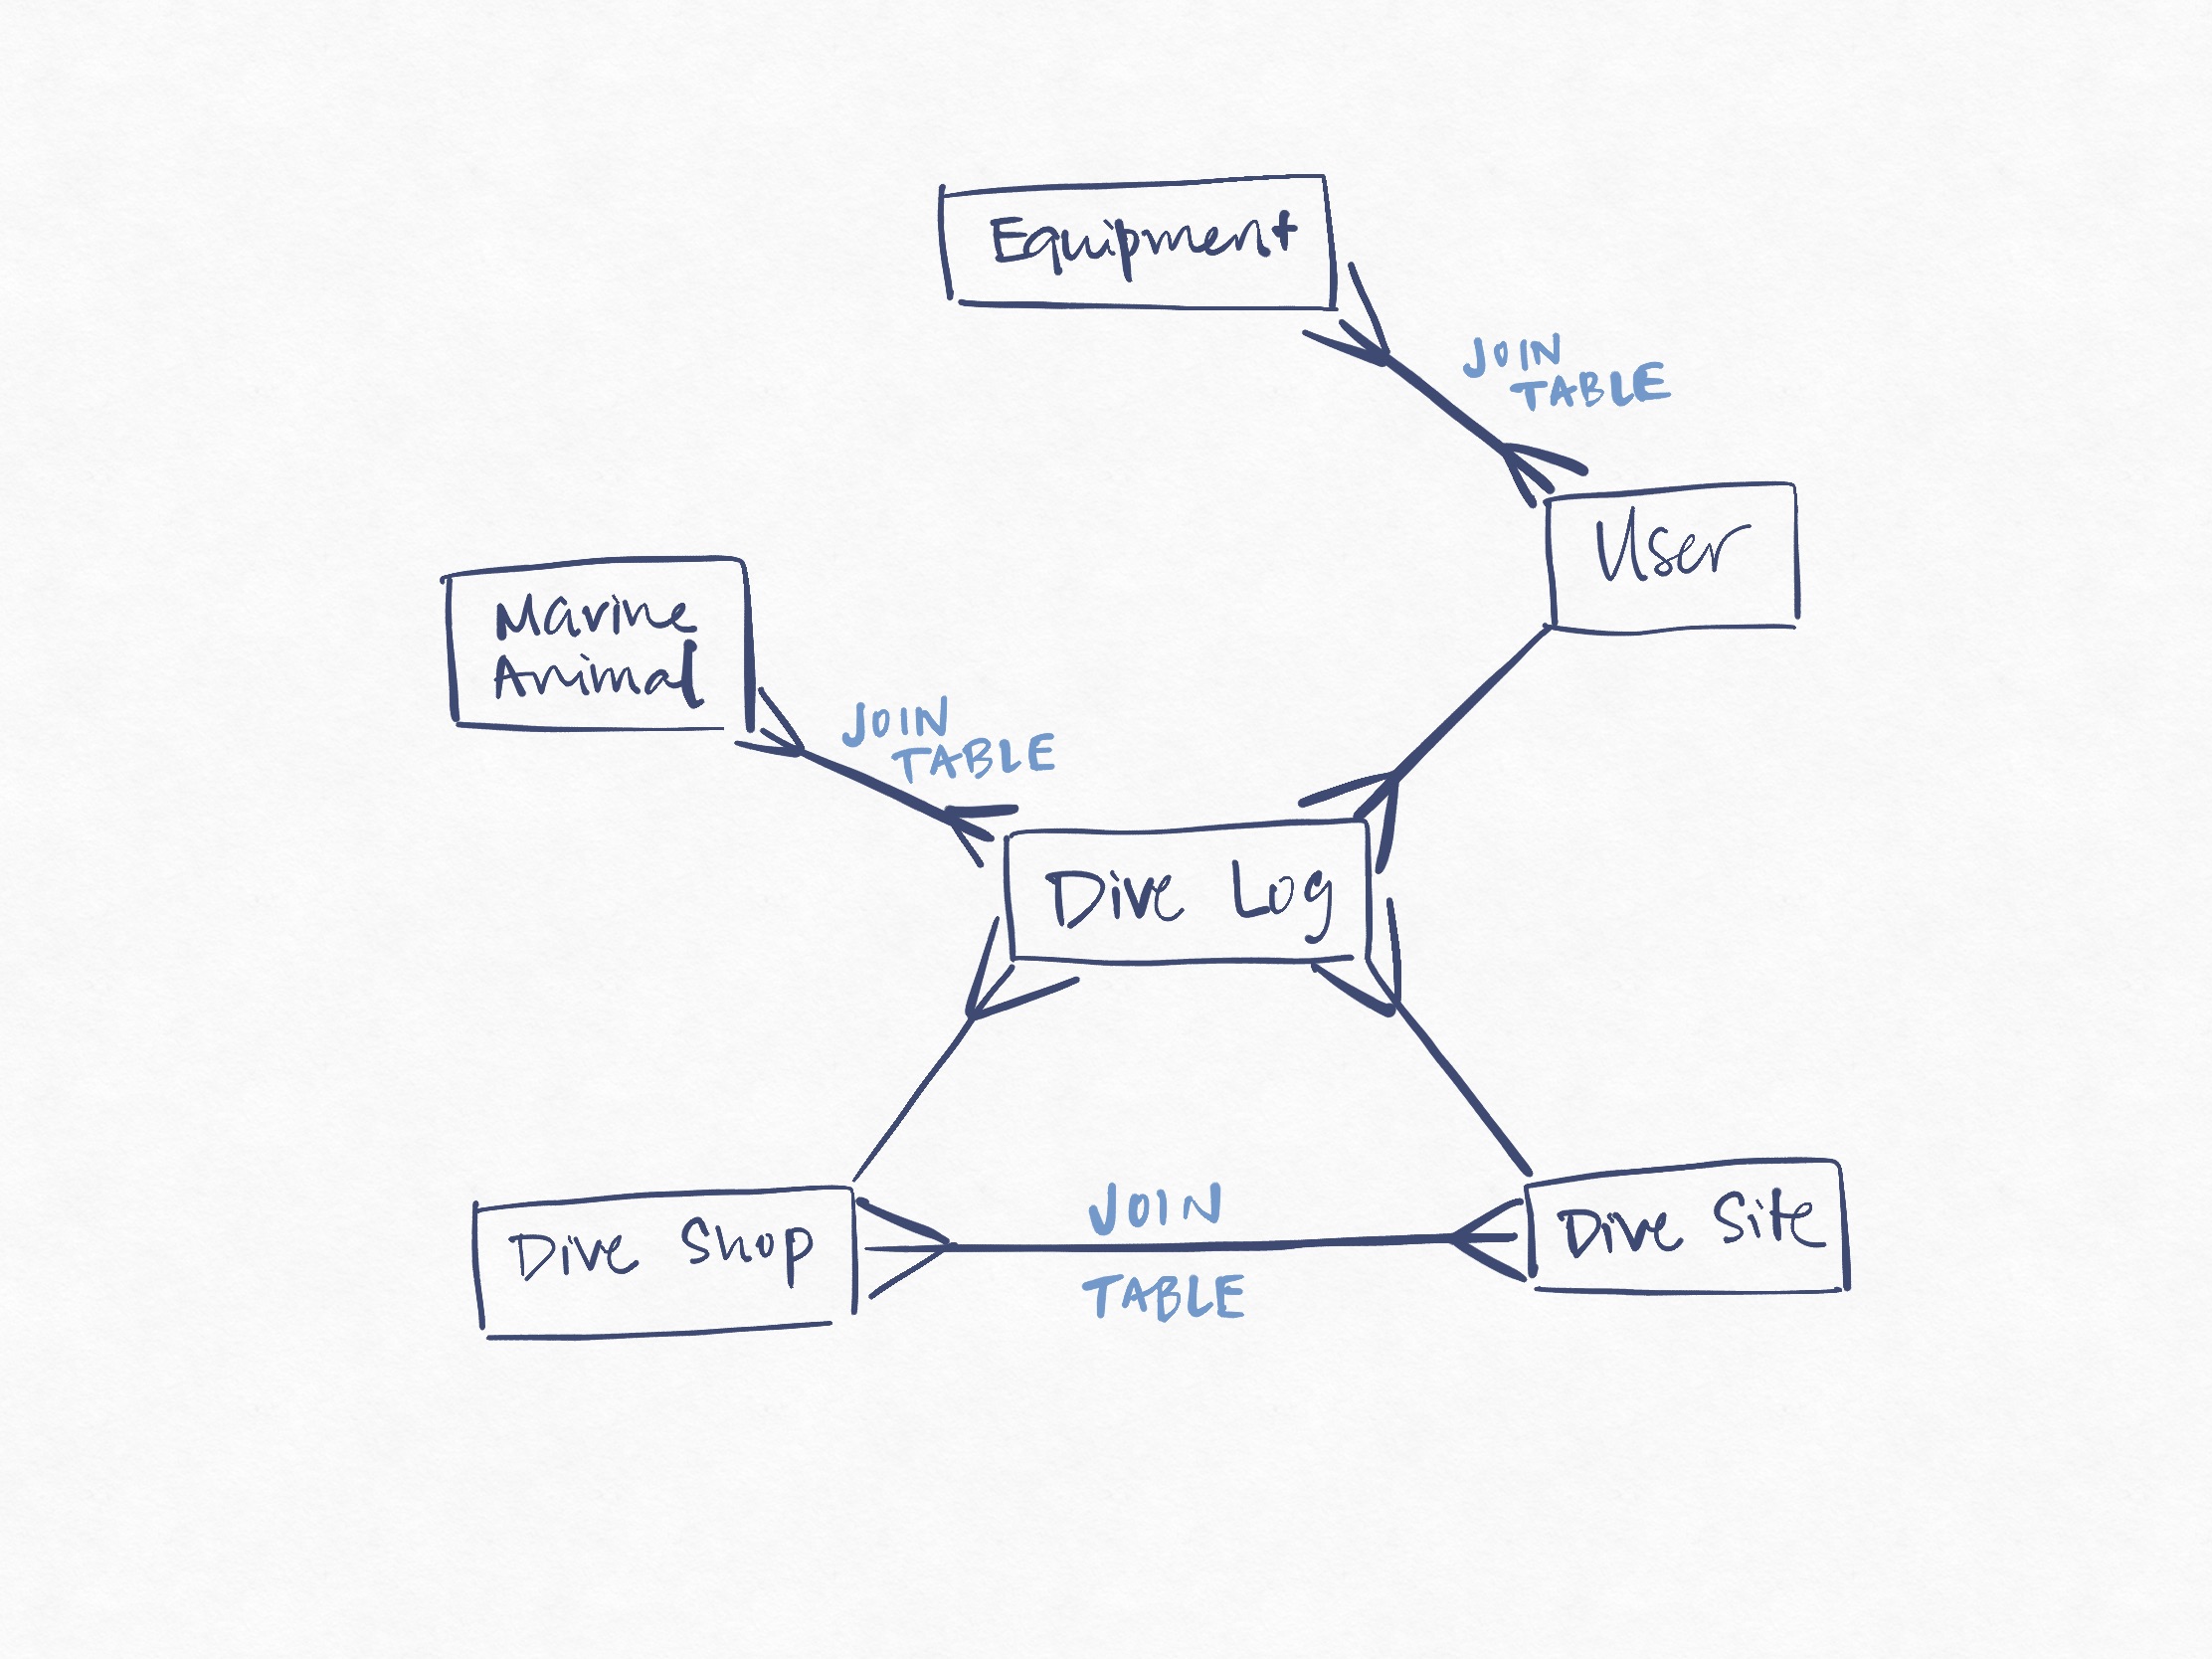 Equipment
JOIN
TABLE
User
Marine
Animal
JOIN
TABLE
Dive Log
Dive Shop
JOIN
TABLE
Dive Site